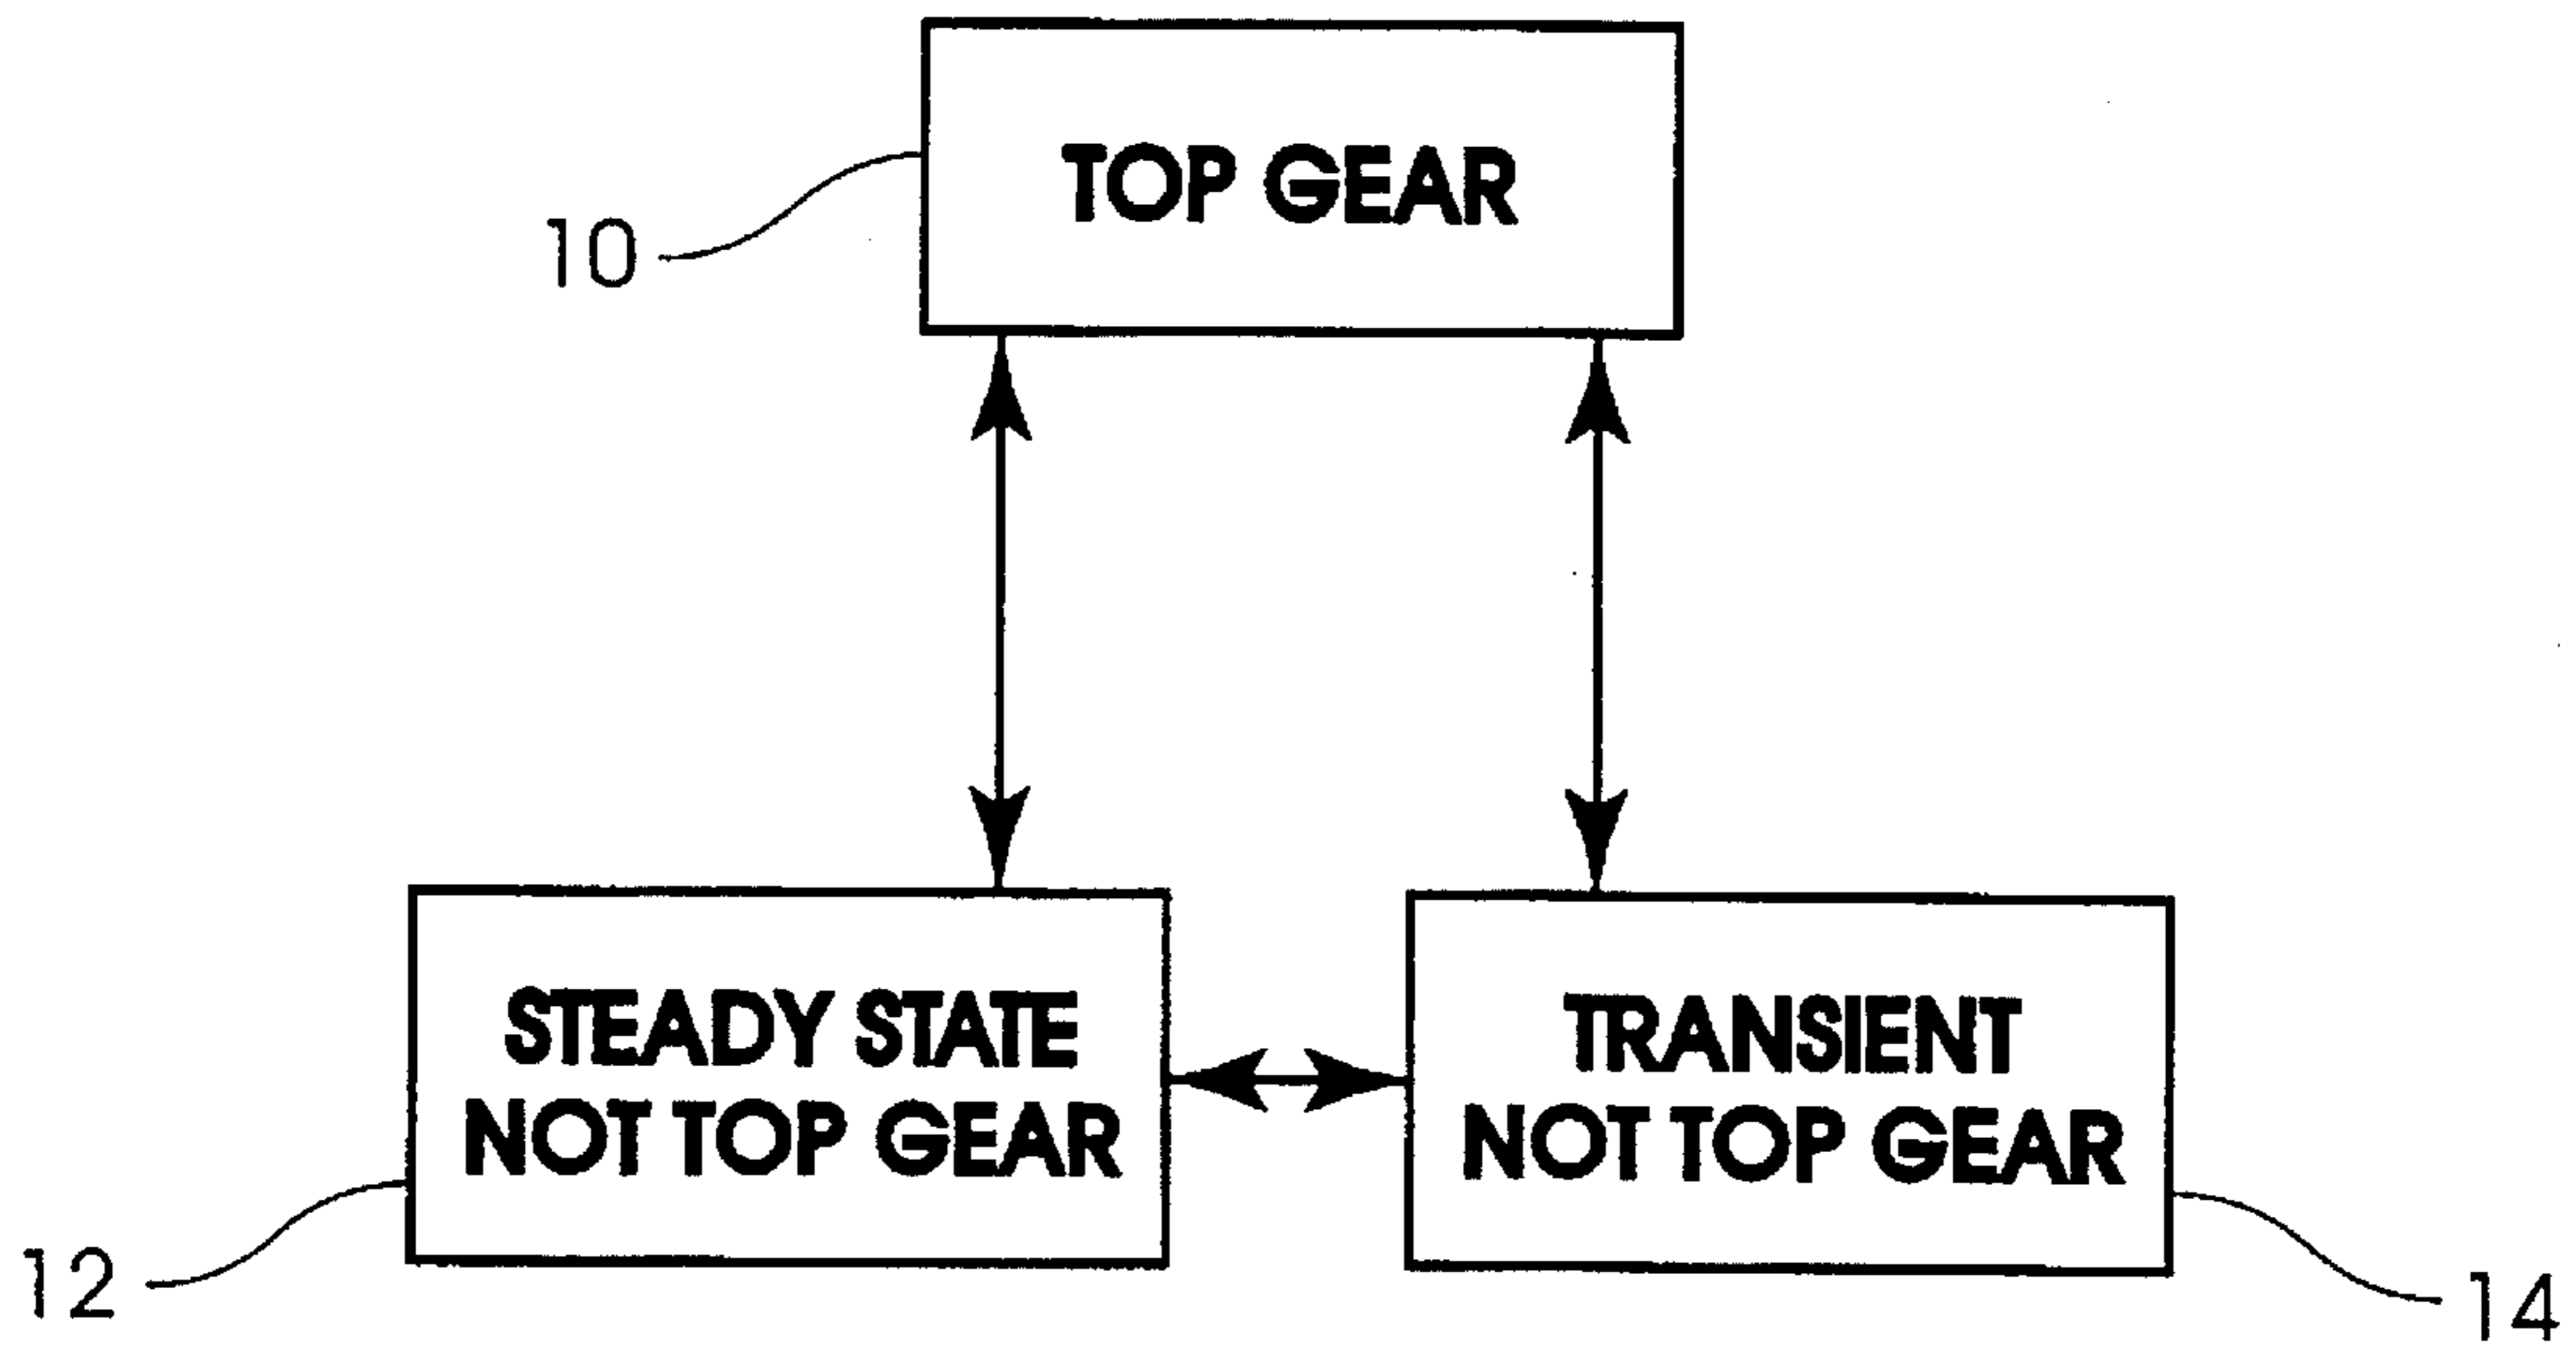 TOP GEAR
10
STEADY STATE
NOT TOP GEAR
TRANSIENT
NOT TOP GEAR
12
14